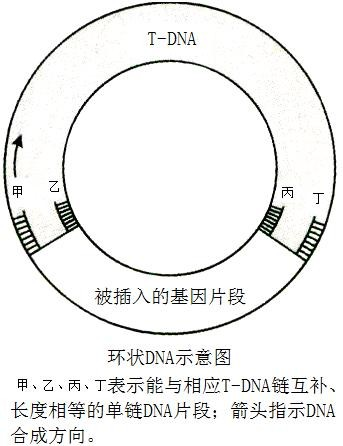 T-DNA
甲
乙
丙
丁
被插入的基因片段
环状DNA示意图
甲、乙、丙、丁表示能与相应T-DNA链互补、
长度相等的单链DNA片段；箭头指示DNA
合成方向。